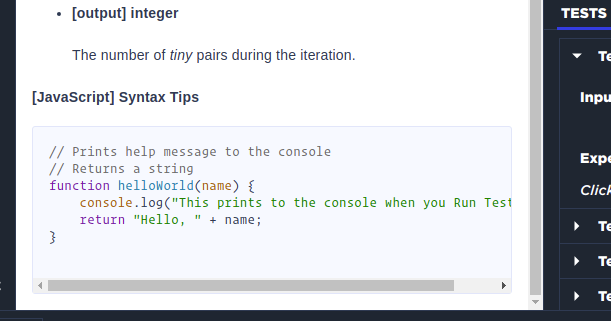 • [output] integer
The number of tiny pairs during the iteration.
[JavaScript] Syntax Tips
// Prints help message to the console
// Returns a string
function helloWorld(name) {
    console.log("This prints to the console when you Run Test
    return "Hello, " + name;
}
TESTS
Te
Inpu
Expe
Click
Te
Te
Te